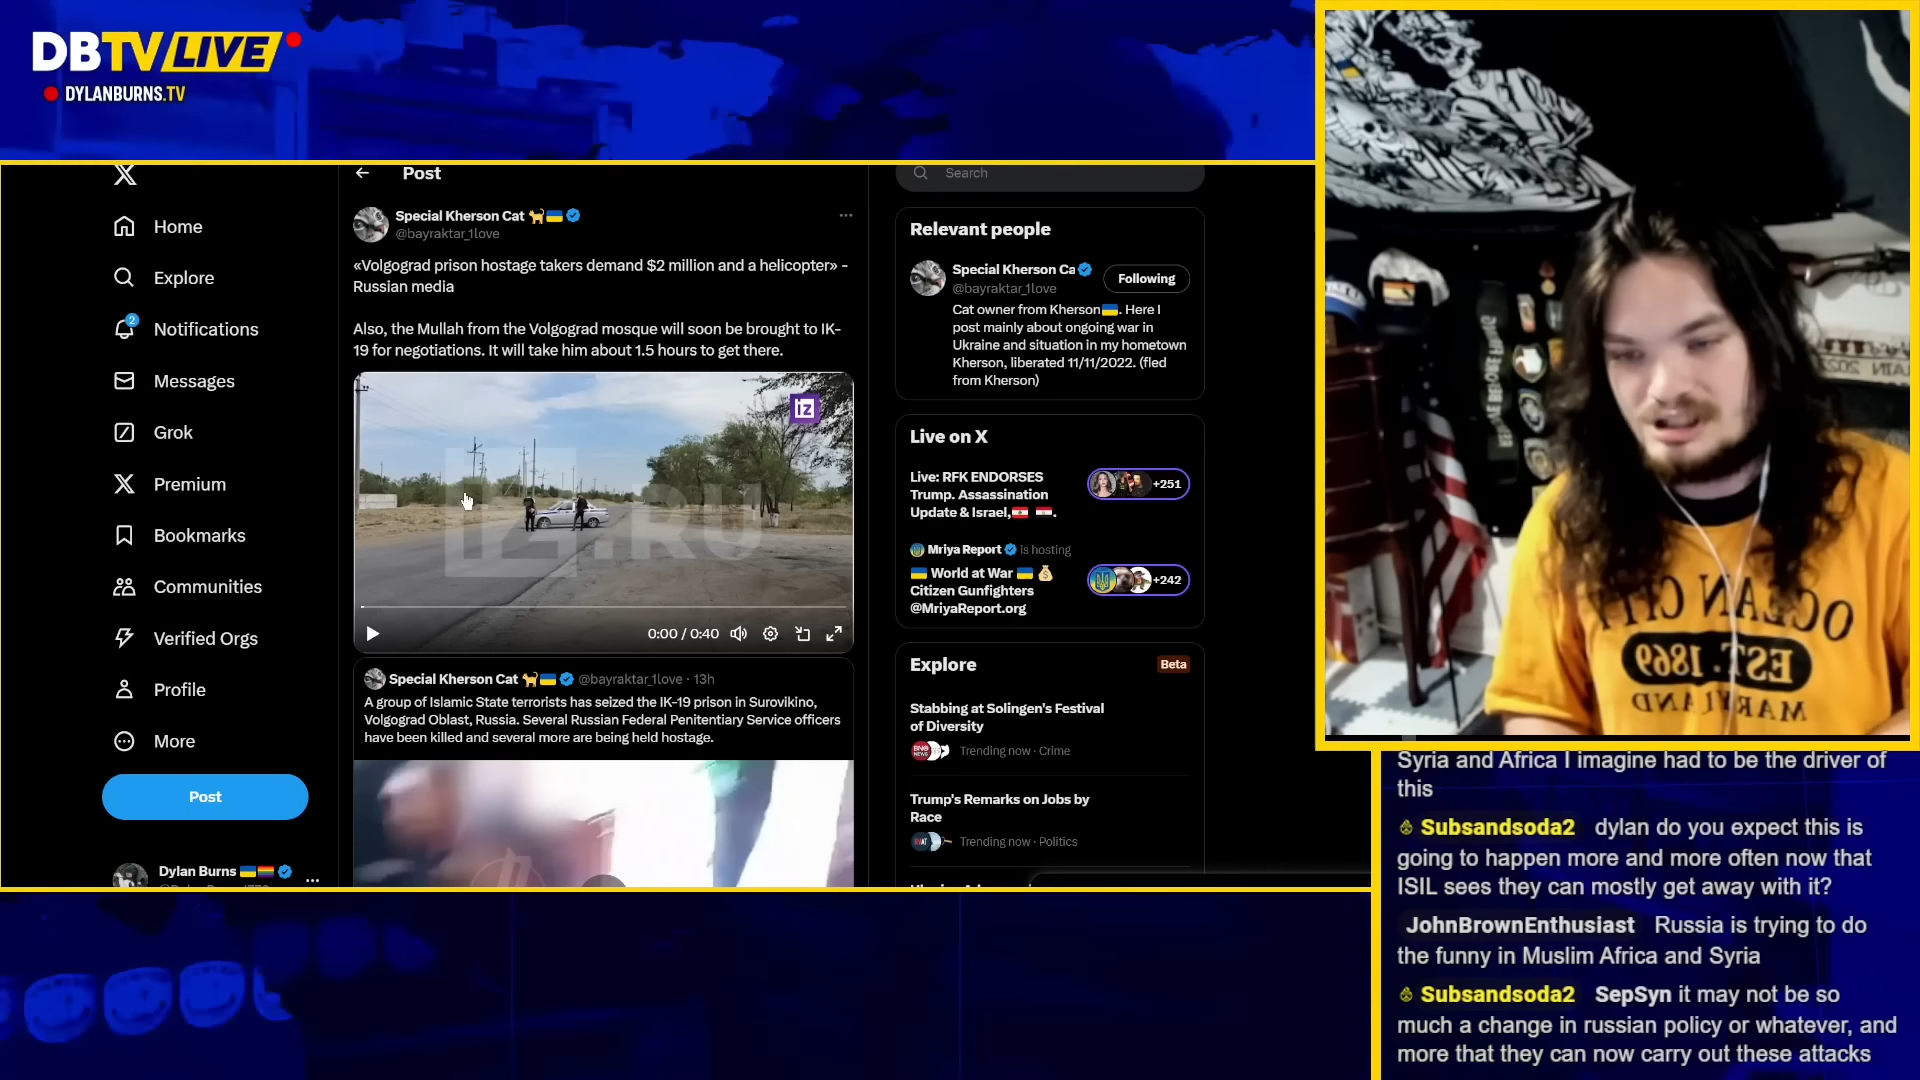 DBTV LIVE
DYLANBURNS.TV
Post
Search
Home
Explore
2
Notifications
Messages
Grok
Premium
Bookmarks
Communities
Verified Orgs
Profile
More
Post
Dylan Burns
Special Kherson Cat
@bayraktar_1love
«Volgograd prison hostage takers demand $2 million and a helicopter» -
Russian media
Also, the Mullah from the Volgograd mosque will soon be brought to IK-
19 for negotiations. It will take him about 1.5 hours to get there.
iz
IZ.RU
0:00 / 0:40
Special Kherson Cat @bayraktar_1love · 13h
A group of Islamic State terrorists has seized the IK-19 prison in Surovikino,
Volgograd Oblast, Russia. Several Russian Federal Penitentiary Service officers
have been killed and several more are being held hostage.
Relevant people
Special Kherson Ca
@bayraktar_1love
Following
Cat owner from Kherson. Here I
post mainly about ongoing war in
Ukraine and situation in my hometown
Kherson, liberated 11/11/2022. (fled
from Kherson)
Live on X
Live: RFK ENDORSES
Trump. Assassination
Update & Israel, .
+251
Mriya Report is hosting
World at War
Citizen Gunfighters
@MriyaReport.org
+242
Explore
Beta
Stabbing at Solingen's Festival
of Diversity
Trending now · Crime
Trump's Remarks on Jobs by
Race
Trending now · Politics
OCEAN CITY
EST. 1869
MARYLAND
Syria and Africa I imagine had to be the driver of
this
Subsandsoda2 dylan do you expect this is
going to happen more and more often now that
ISIL sees they can mostly get away with it?
JohnBrownEnthusiast Russia is trying to do
the funny in Muslim Africa and Syria
Subsandsoda2 SepSyn it may not be so
much a change in russian policy or whatever, and
more that they can now carry out these attacks